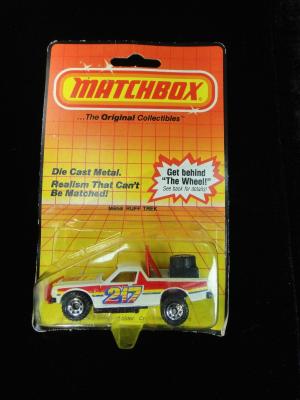 MATCHBOX
...The Original Collectibles™
Die Cast Metal.
Realism That Can't
Be Matched!
Get behind
"The Wheel!"
See back for details!
RUFF TREK
217